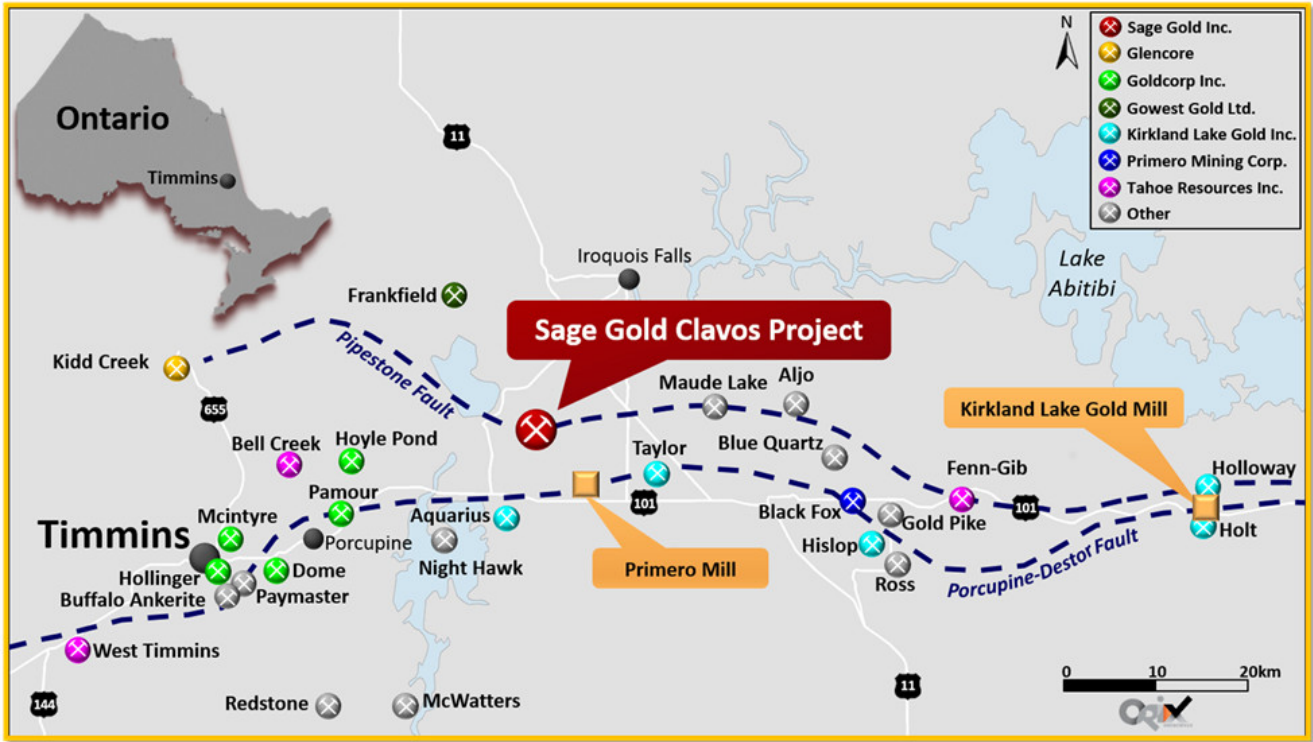 Ontario
Timmins
11
N
Sage Gold Inc.
Glencore
Goldcorp Inc.
Gowest Gold Ltd.
Kirkland Lake Gold Inc.
Primero Mining Corp.
Tahoe Resources Inc.
Other
Iroquois Falls
Lake
Abitibi
Frankfield
Sage Gold Clavos Project
Kidd Creek
Pipestone Fault
655
Maude Lake
Aljo
Kirkland Lake Gold Mill
Bell Creek
Hoyle Pond
Blue Quartz
Taylor
Fenn-Gib
Holloway
Pamour
101
101
Mcintyre
Aquarius
Black Fox
Gold Pike
Timmins
Porcupine
Hislop
Holt
Hollinger
Dome
Night Hawk
Primero Mill
Ross
Porcupine-Destor Fault
Buffalo Ankerite
Paymaster
West Timmins
0 10 20km
144
Redstone
McWatters
11
Orix